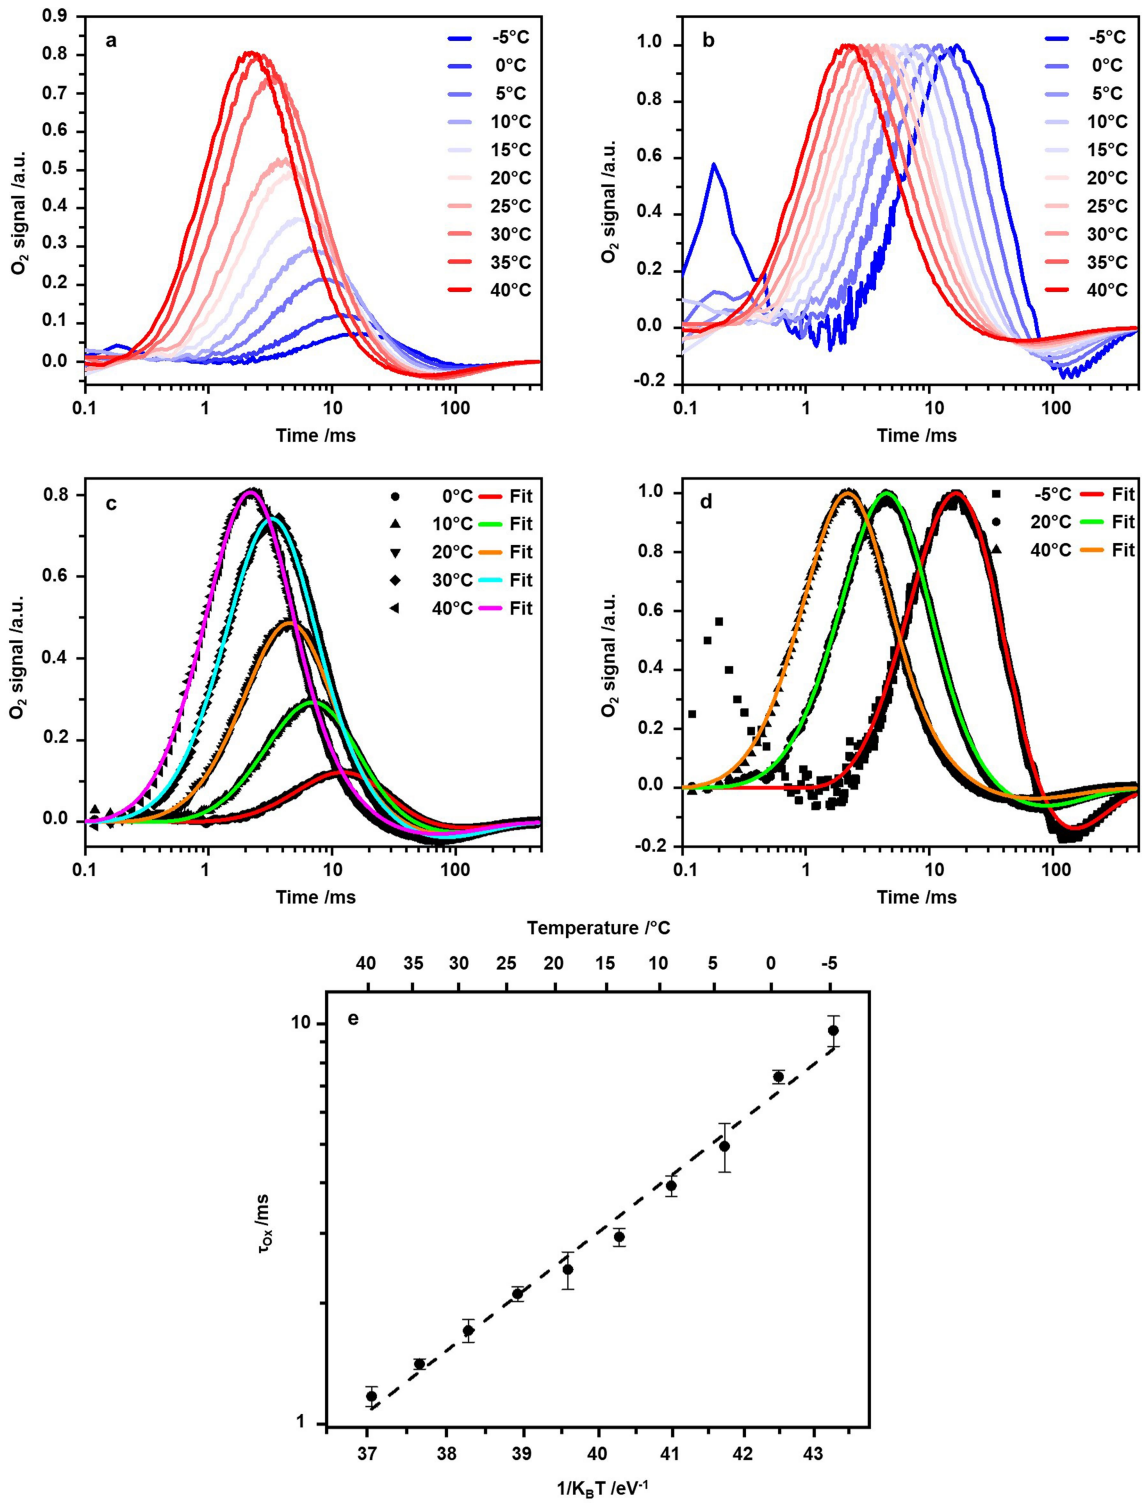 a
0.9
0.8
0.7
0.6
0.5
0.4
0.3
0.2
0.1
0.0
O2 signal /a.u.
0.1 1 10 100
Time /ms
-5°C
0°C
5°C
10°C
15°C
20°C
25°C
30°C
35°C
40°C
b
1.0
0.8
0.6
0.4
0.2
0.0
-0.2
O2 signal /a.u.
0.1 1 10 100
Time /ms
-5°C
0°C
5°C
10°C
15°C
20°C
25°C
30°C
35°C
40°C
c
0.8
0.6
0.4
0.2
0.0
O2 signal /a.u.
0.1 1 10 100
Time /ms
0°C Fit
10°C Fit
20°C Fit
30°C Fit
40°C Fit
d
1.0
0.8
0.6
0.4
0.2
0.0
-0.2
O2 signal /a.u.
0.1 1 10 100
Time /ms
-5°C Fit
20°C Fit
40°C Fit
Temperature /°C
40 35 30 25 20 15 10 5 0 -5
e
10
1
τOx /ms
37 38 39 40 41 42 43
1/KBT /eV-1